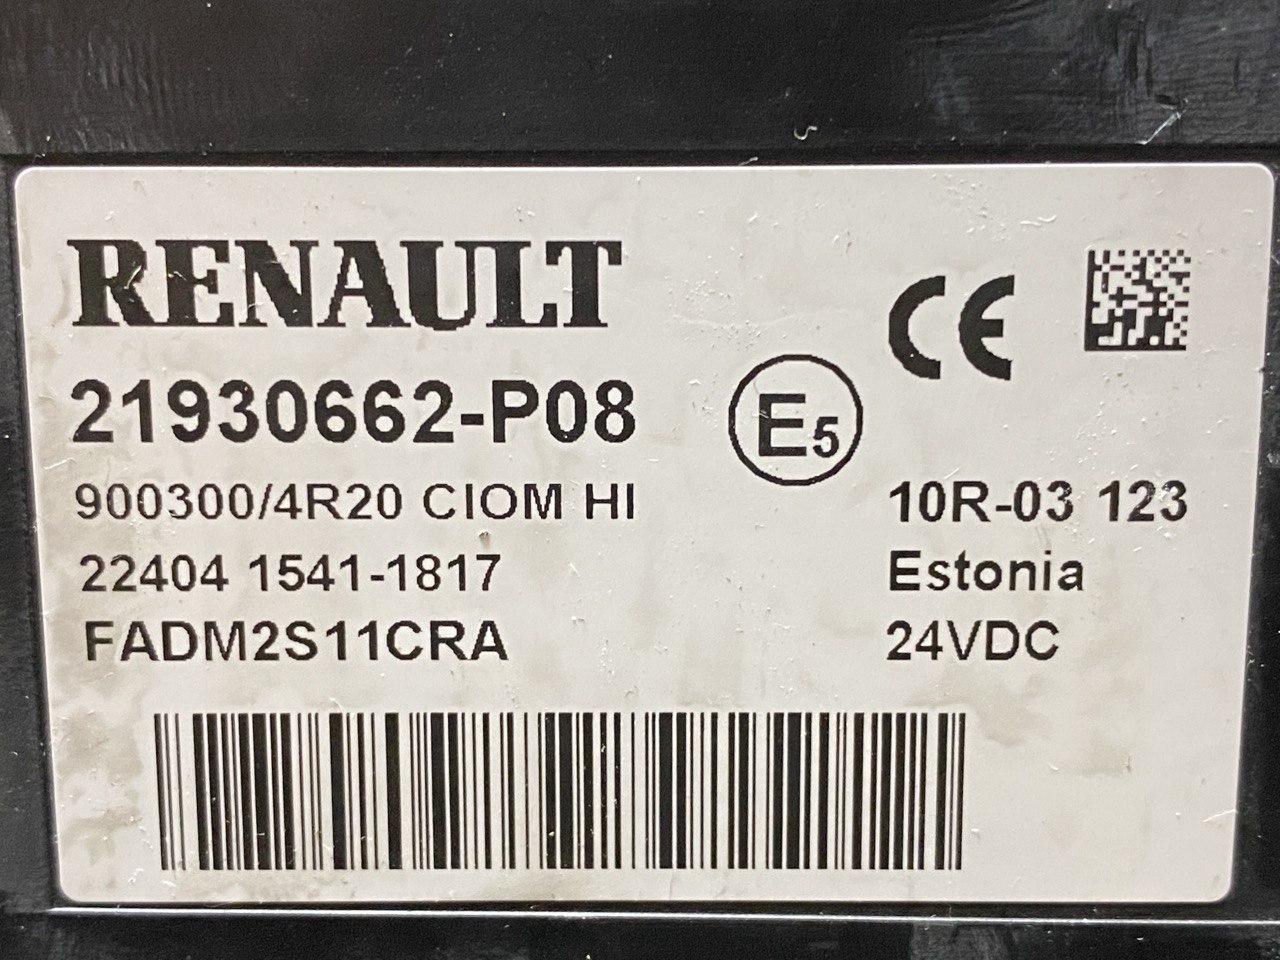 RENAULT
21930662-P08
E5
CE
900300/4R20 CIOM HI
10R-03 123
22404 1541-1817
Estonia
FADM2S11CRA
24VDC